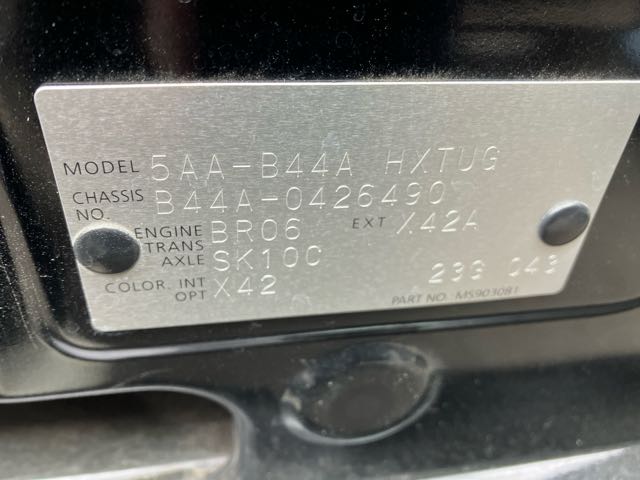 MODEL 5AA-B44A HXTUG
CHASSIS NO. B44A-0426490
ENGINE BR06 EXT X42A
TRANS AXLE SK10C
COLOR. INT OPT X42
23G 043
PART NO. MS903081